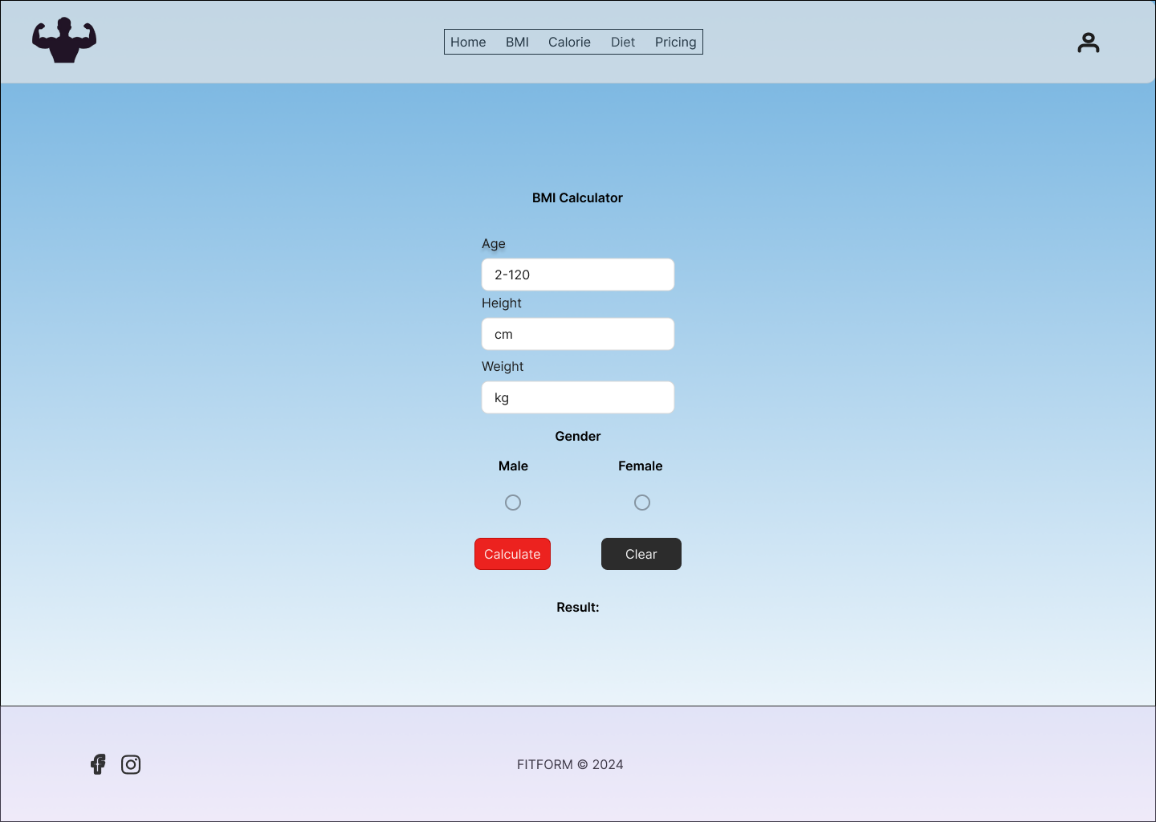 Home BMI Calorie Diet Pricing
BMI Calculator
Age
2-120
Height
cm
Weight
kg
Gender
Male Female
Calculate Clear
Result:
FITFORM © 2024